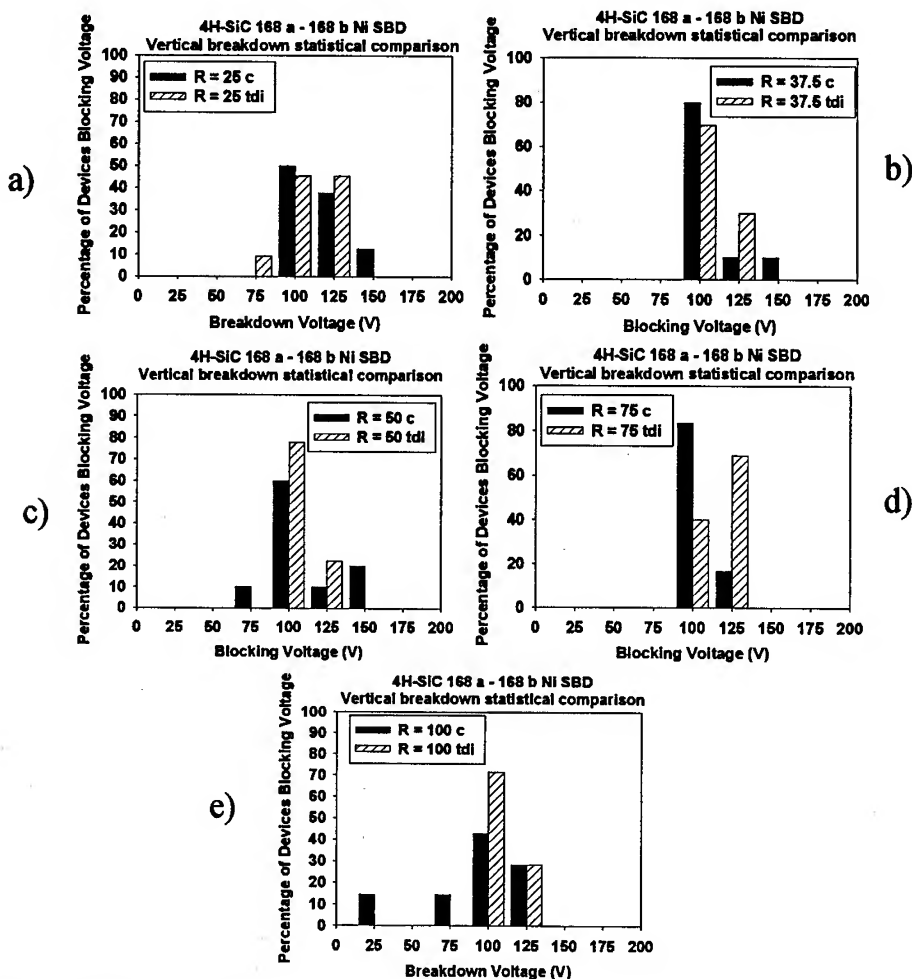 a)
4H-SiC 168 a - 168 b Ni SBD
Vertical breakdown statistical comparison
Percentage of Devices Blocking Voltage
100
90
80
70
60
50
40
30
20
10
0
R = 25 c
R = 25 tdi
0 25 50 75 100 125 150 175 200
Breakdown Voltage (V)
b)
4H-SiC 168 a - 168 b Ni SBD
Vertical breakdown statistical comparison
Percentage of Devices Blocking Voltage
100
80
60
40
20
0
R = 37.5 c
R = 37.5 tdi
0 25 50 75 100 125 150 175 200
Blocking Voltage (V)
c)
4H-SiC 168 a - 168 b Ni SBD
Vertical breakdown statistical comparison
Percentage of Devices Blocking Voltage
100
90
80
70
60
50
40
30
20
10
0
R = 50 c
R = 50 tdi
0 25 50 75 100 125 150 175 200
Blocking Voltage (V)
d)
4H-SiC 168 a - 168 b Ni SBD
Vertical breakdown statistical comparison
Percentage of Devices Blocking Voltage
100
80
60
40
20
0
R = 75 c
R = 75 tdi
0 25 50 75 100 125 150 175 200
Blocking Voltage (V)
e)
4H-SiC 168 a - 168 b Ni SBD
Vertical breakdown statistical comparison
Percentage of Devices Blocking Voltage
100
90
80
70
60
50
40
30
20
10
0
R = 100 c
R = 100 tdi
0 25 50 75 100 125 150 175 200
Breakdown Voltage (V)